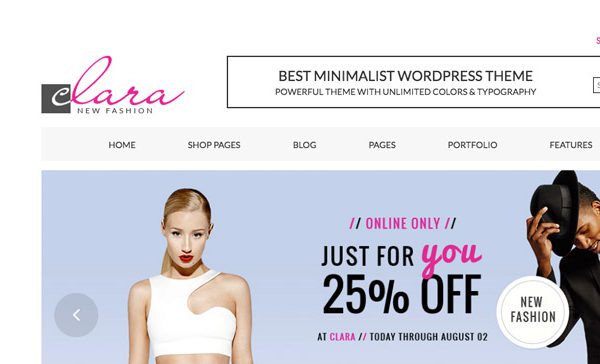 S
BEST MINIMALIST WORDPRESS THEME
POWERFUL THEME WITH UNLIMITED COLORS & TYPOGRAPHY
S
clara
NEW FASHION
HOME SHOP PAGES BLOG PAGES PORTFOLIO FEATURES
// ONLINE ONLY //
JUST FOR you
25% OFF
AT CLARA // TODAY THROUGH AUGUST 02
NEW
FASHION